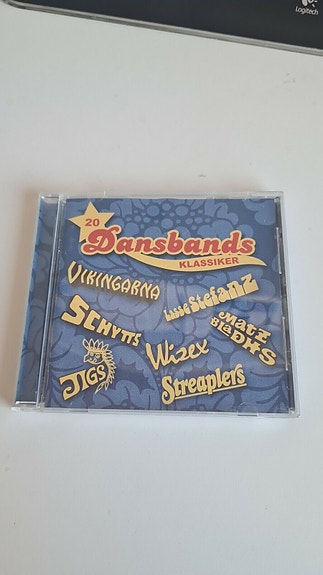 Logitech
20
Dansbands
KLASSIKER
VIKINGARNA
Lasse Stefanz
SCHYTTS
MATZ
BLADHS
Wizex
JIGS
Streaplers